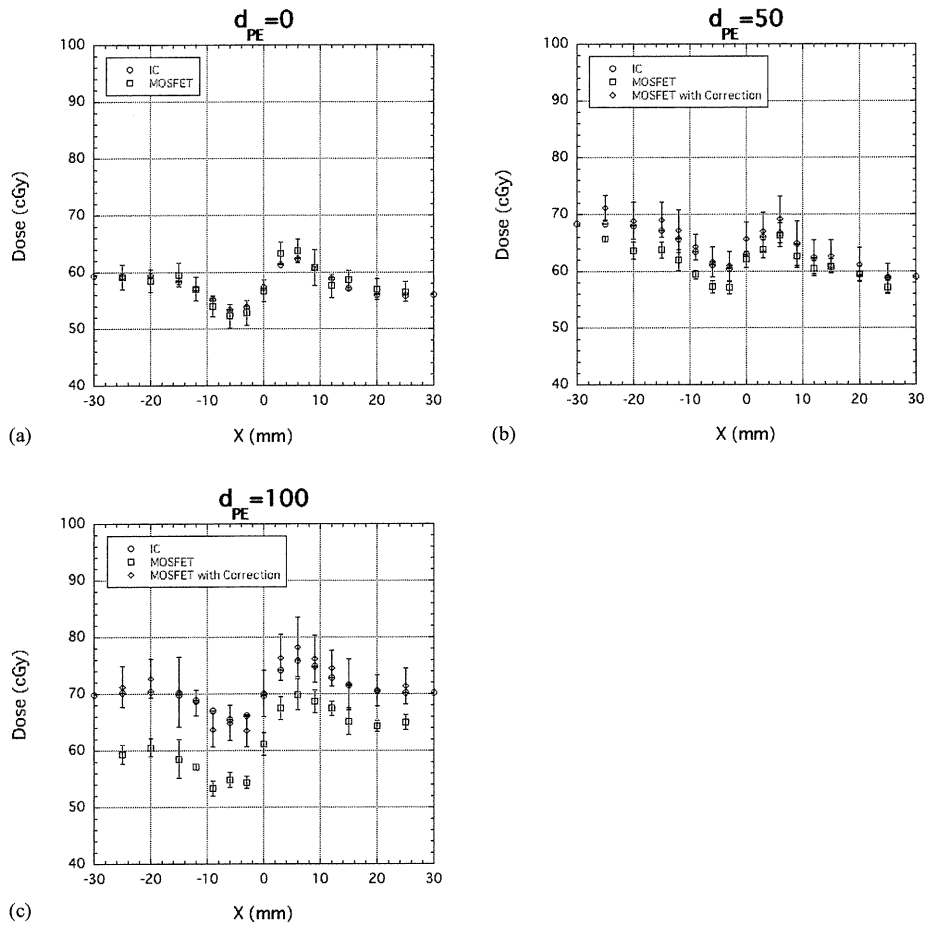 d_PE=0
100
90
80
70
60
50
40
-30 -20 -10 0 10 20 30
IC
MOSFET
Dose (cGy)
X (mm)
(a)
d_PE=50
100
90
80
70
60
50
40
-30 -20 -10 0 10 20 30
IC
MOSFET
MOSFET with Correction
Dose (cGy)
X (mm)
(b)
d_PE=100
100
90
80
70
60
50
40
-30 -20 -10 0 10 20 30
IC
MOSFET
MOSFET with Correction
Dose (cGy)
X (mm)
(c)